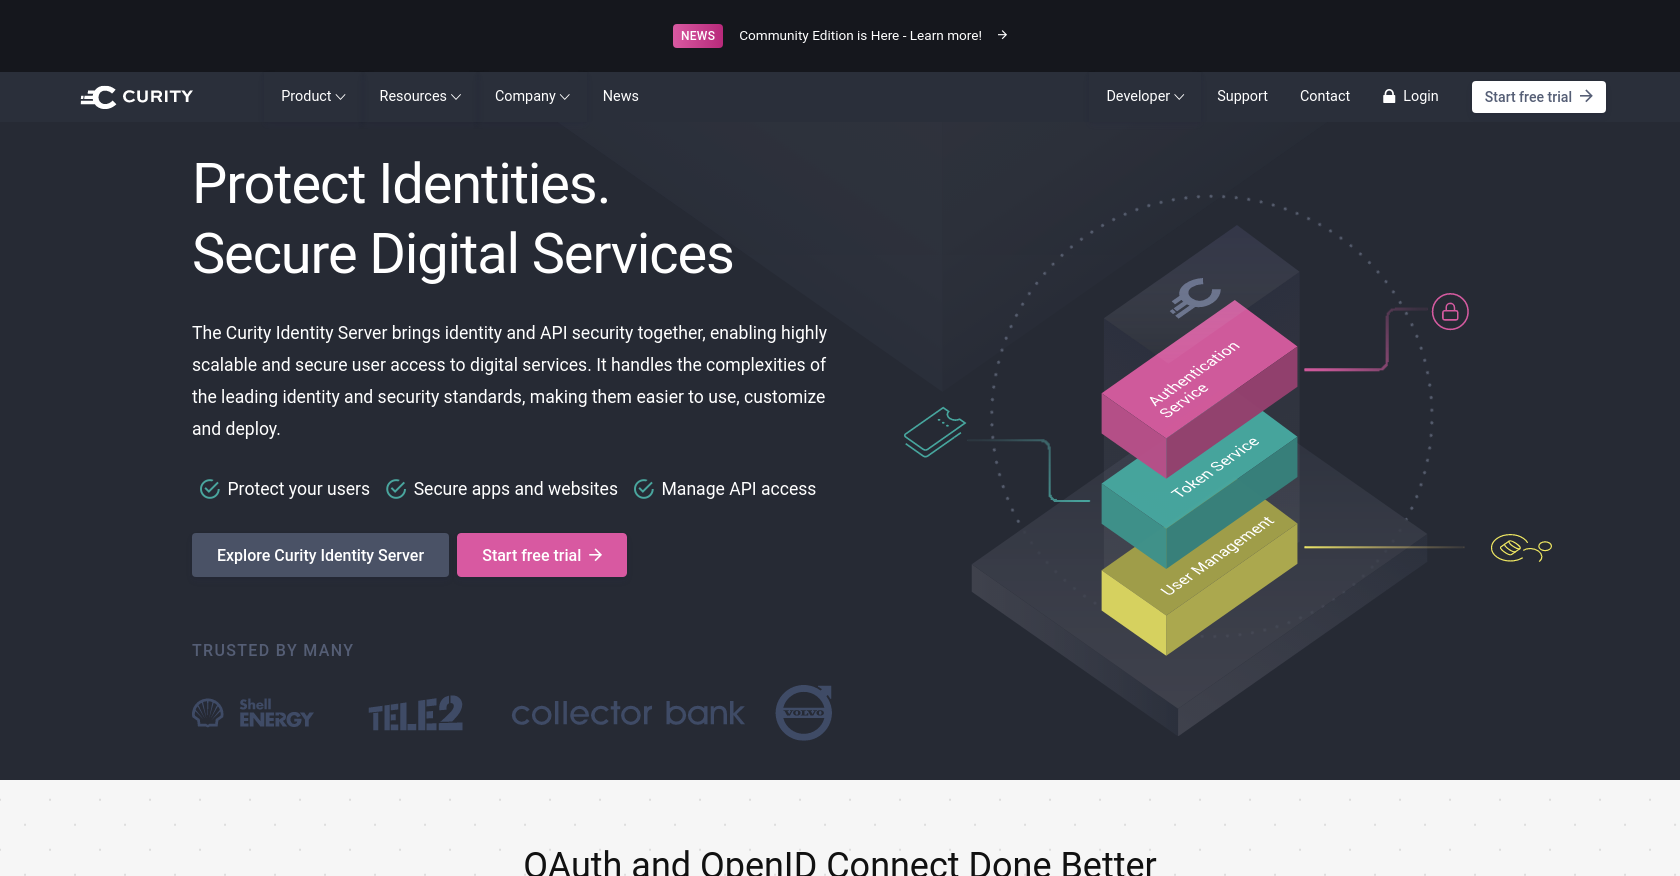 NEWS Community Edition is Here - Learn more!
CURITY Product Resources Company News Developer Support Contact Login Start free trial
Protect Identities.
Secure Digital Services
The Curity Identity Server brings identity and API security together, enabling highly
scalable and secure user access to digital services. It handles the complexities of
the leading identity and security standards, making them easier to use, customize
and deploy.
Protect your users Secure apps and websites Manage API access
Explore Curity Identity Server Start free trial
TRUSTED BY MANY
Shell
ENERGY
TELE2
collector bank
VOLVO
Authentication
Service
Token Service
User Management
OAuth and OpenID Connect Done Better